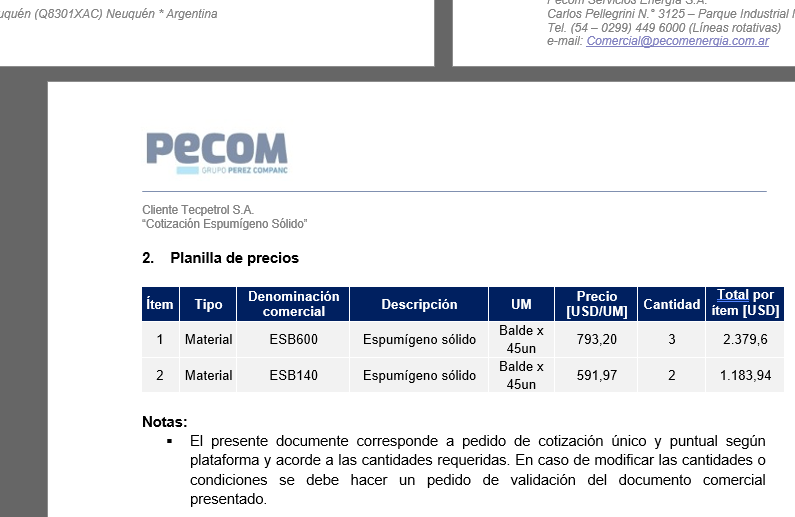 uquén (Q8301XAC) Neuquén * Argentina
Pecom Servicios Energía S.A.
Carlos Pellegrini N.° 3125 – Parque Industrial
Tel. (54 – 0299) 449 6000 (Líneas rotativas)
e-mail: Comercial@pecomenergia.com.ar
PECOM
GRUPO PEREZ COMPANC
Cliente Tecpetrol S.A.
“Cotización Espumígeno Sólido”
2. Planilla de precios
Ítem Tipo Denominación comercial Descripción UM Precio [USD/UM] Cantidad Total por ítem [USD]
1 Material ESB600 Espumígeno sólido Balde x 45un 793,20 3 2.379,6
2 Material ESB140 Espumígeno sólido Balde x 45un 591,97 2 1.183,94
Notas:
▪ El presente documente corresponde a pedido de cotización único y puntual según
plataforma y acorde a las cantidades requeridas. En caso de modificar las cantidades o
condiciones se debe hacer un pedido de validación del documento comercial
presentado.